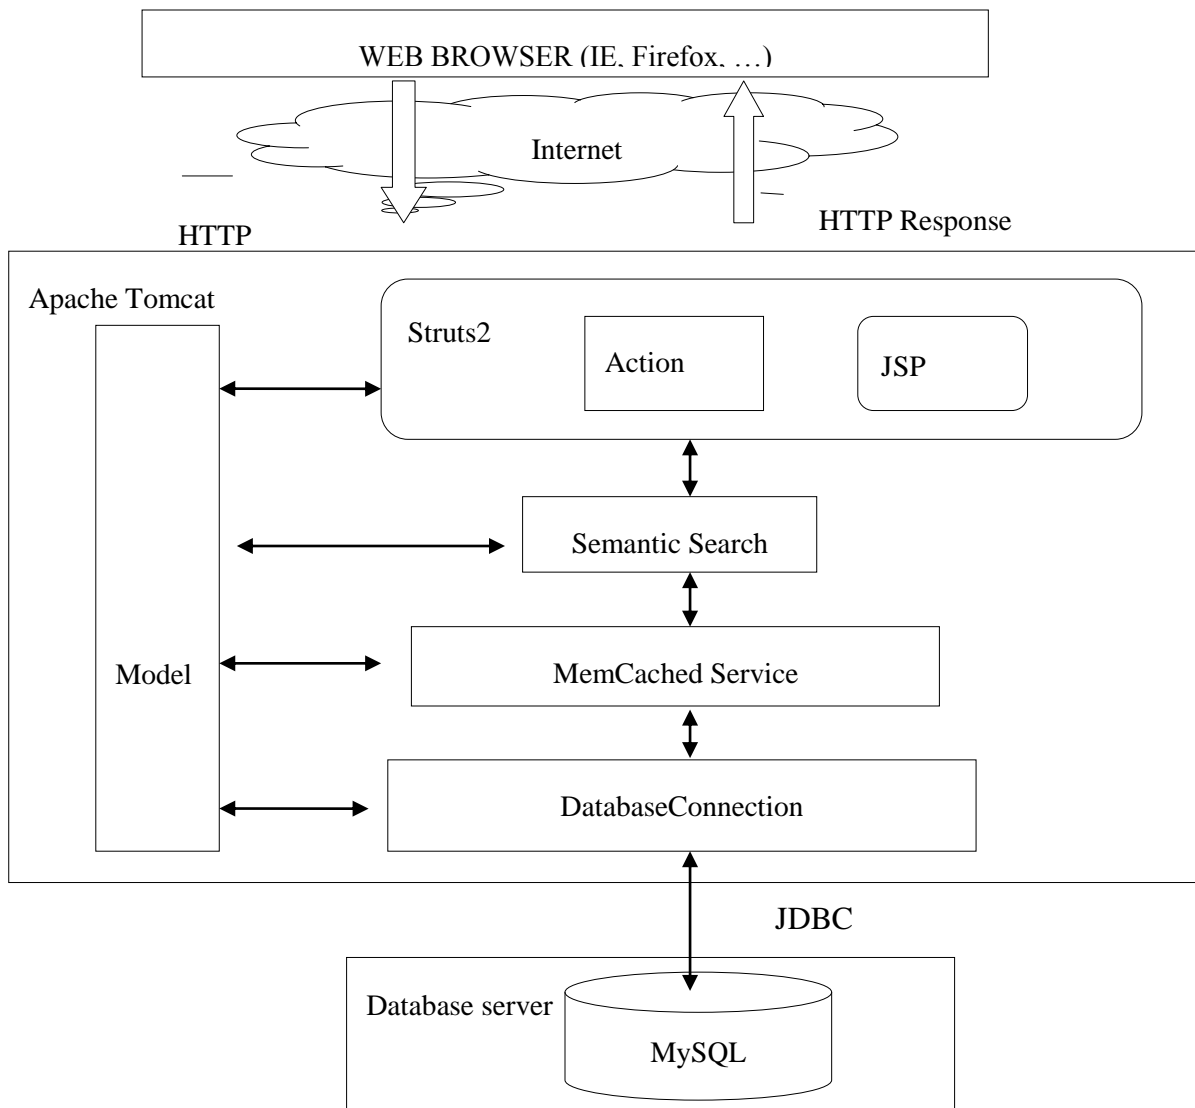 WEB BROWSER (IE, Firefox, …)
Internet
HTTP Response
HTTP
Apache Tomcat
Struts2
Action
JSP
Semantic Search
Model
MemCached Service
DatabaseConnection
JDBC
Database server
MySQL